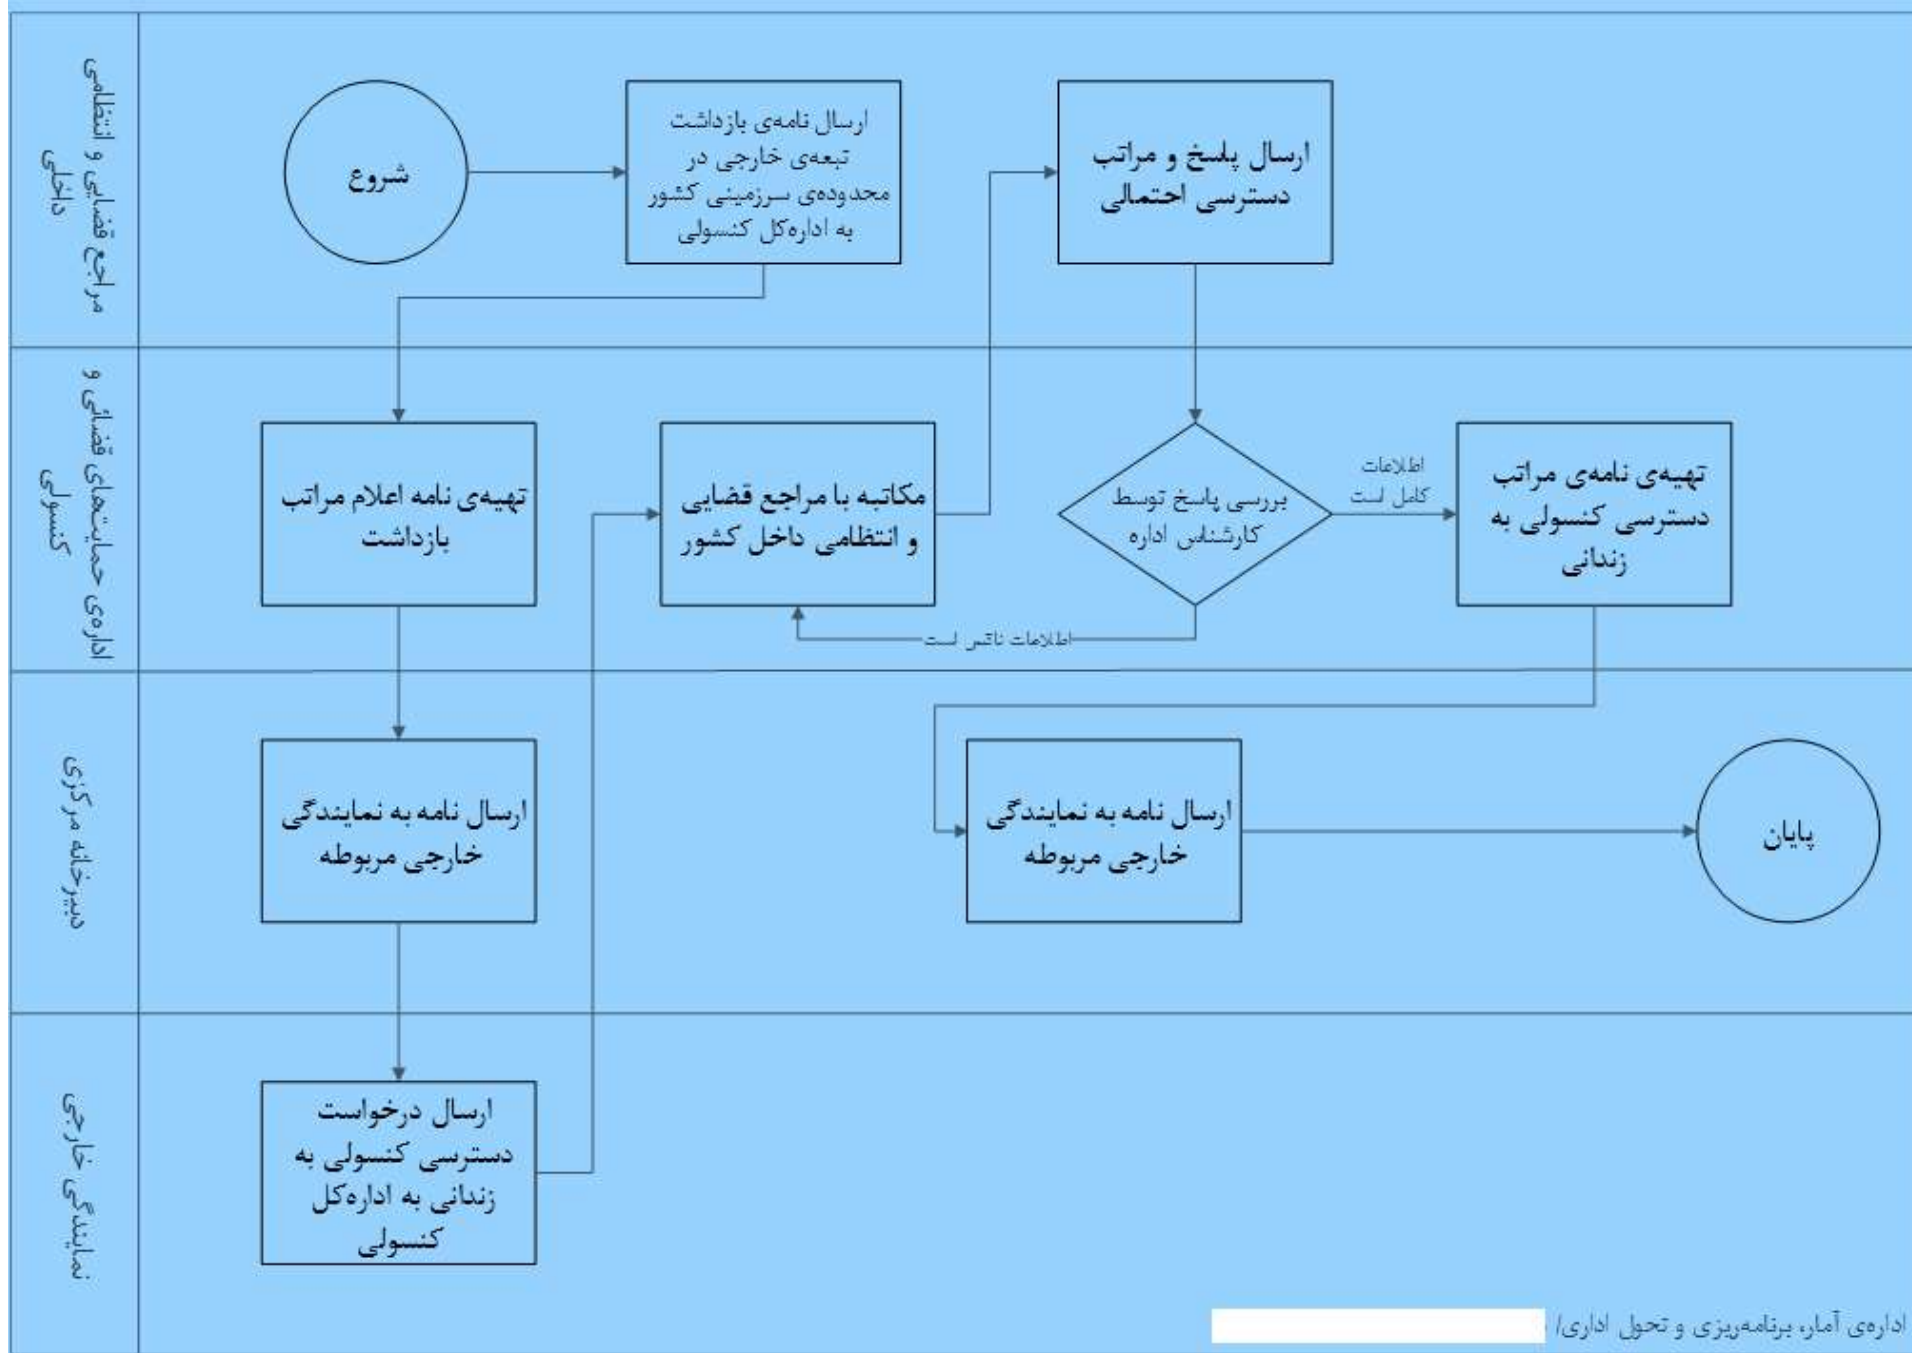 مراجع قضایی و انتظامی
داخلی
شروع
ارسال نامه‌ی بازداشت
تبعه‌ی خارجی در
محدوده‌ی سرزمینی کشور
به اداره‌کل کنسولی
ارسال پاسخ و مراتب
دسترسی احتمالی
اداره‌ی حمایت‌های قضائی و
کنسولی
تهیه‌ی نامه اعلام مراتب
بازداشت
مکاتبه با مراجع قضایی
و انتظامی داخل کشور
بررسی پاسخ توسط
کارشناس اداره
اطلاعات
کامل است
تهیه‌ی نامه‌ی مراتب
دسترسی کنسولی به
زندانی
اطلاعات ناقص است
دبیرخانه مرکزی
ارسال نامه به نمایندگی
خارجی مربوطه
ارسال نامه به نمایندگی
خارجی مربوطه
پایان
نمایندگی خارجی
ارسال درخواست
دسترسی کنسولی به
زندانی به اداره‌کل
کنسولی
اداره‌ی آمار، برنامه‌ریزی و تحول اداری/